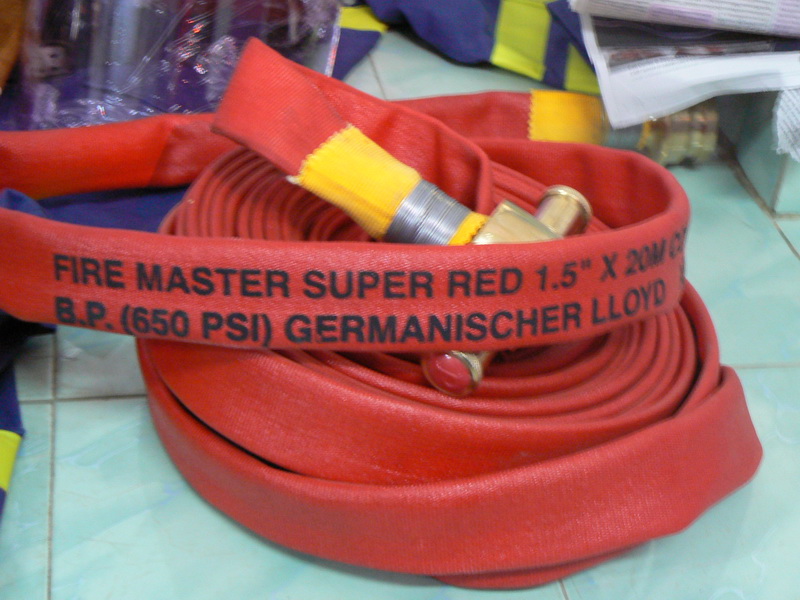 FIRE MASTER SUPER RED 1.5" X 20M
B.P. (650 PSI) GERMANISCHER LLOYD